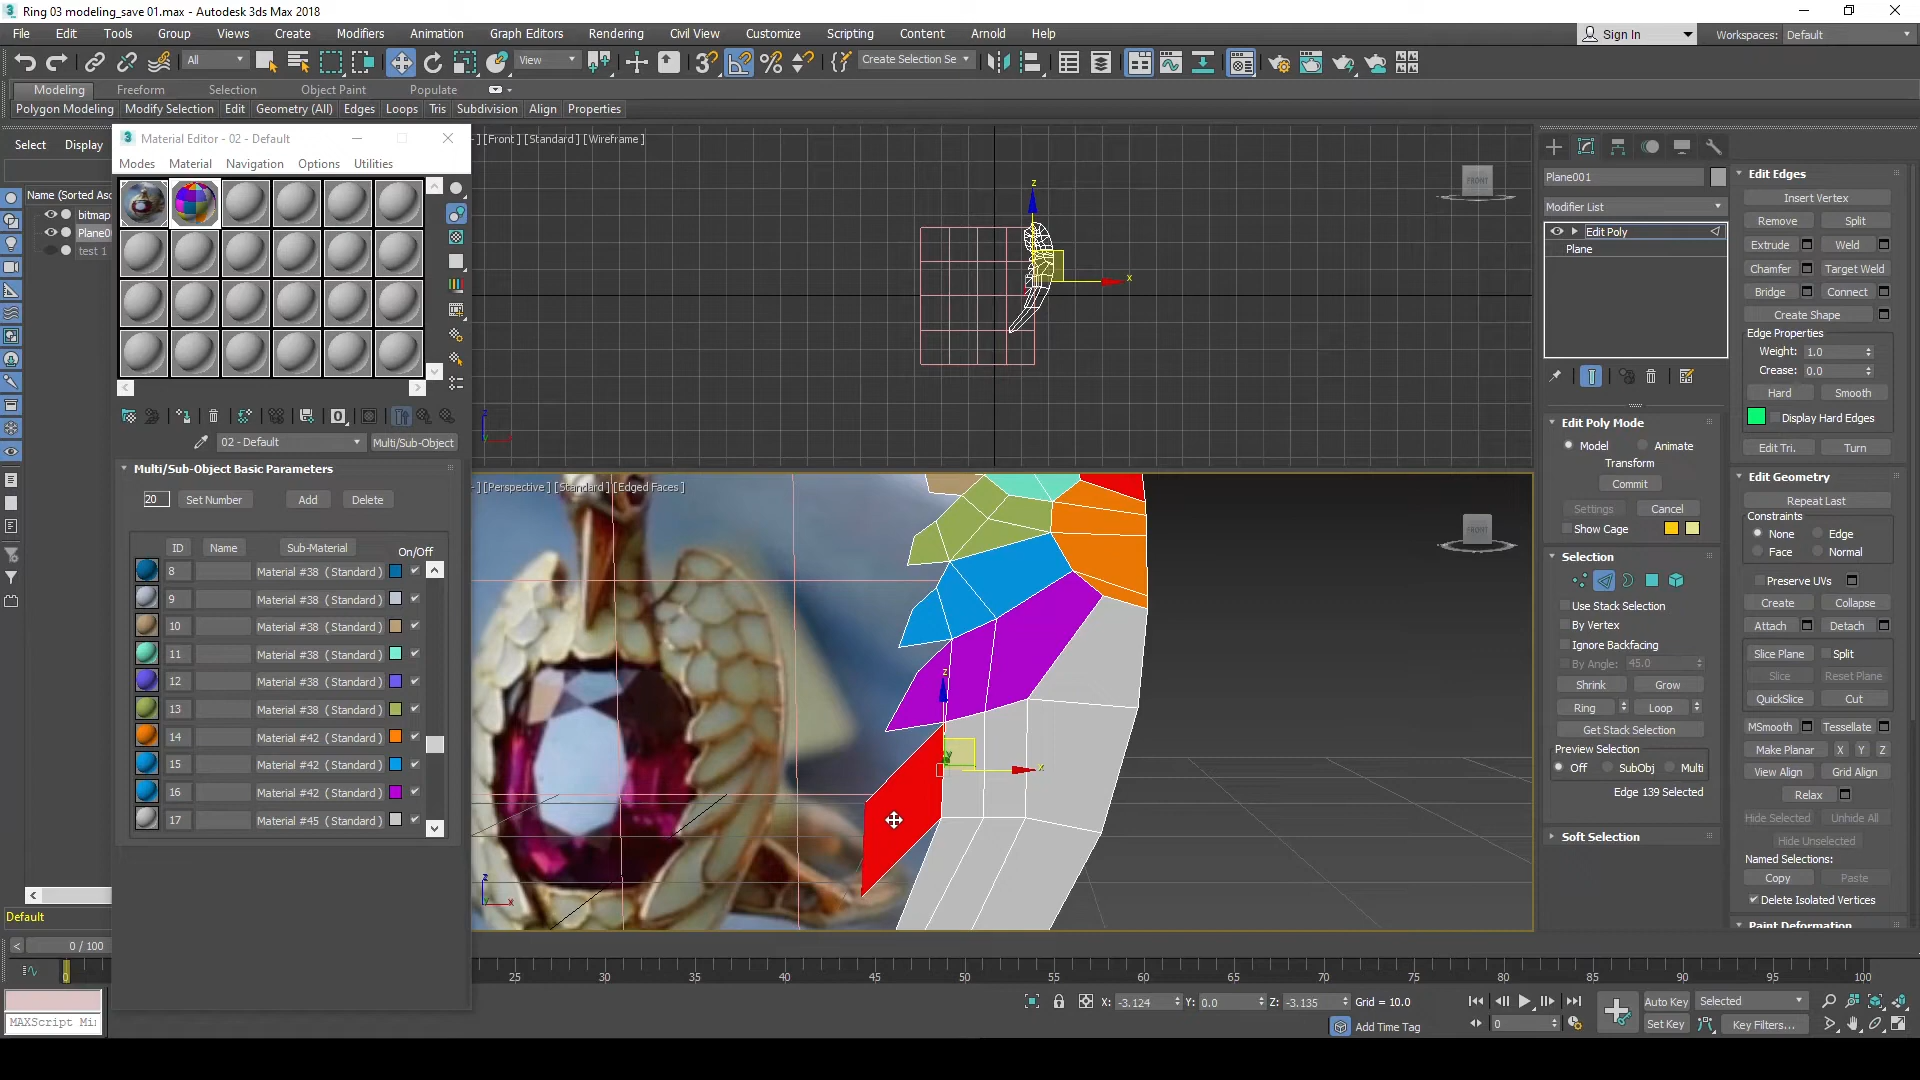 Ring 03 modeling_save 01.max - Autodesk 3ds Max 2018
File Edit Tools Group Views Create Modifiers Animation Graph Editors Rendering Civil View Customize Scripting Content Arnold Help
Sign In Workspaces: Default
All View Create Selection Se
Modeling Freeform Selection Object Paint Populate
Polygon Modeling Modify Selection Edit Geometry (All) Edges Loops Tris Subdivision Align Properties
Select Display
Name (Sorted Asc
bitmap
Plane0
test 1
Material Editor - 02 - Default
Modes Material Navigation Options Utilities
02 - Default Multi/Sub-Object
Multi/Sub-Object Basic Parameters
20 Set Number Add Delete
ID Name Sub-Material On/Off
8 Material #38 ( Standard )
9 Material #38 ( Standard )
10 Material #38 ( Standard )
11 Material #38 ( Standard )
12 Material #38 ( Standard )
13 Material #38 ( Standard )
14 Material #42 ( Standard )
15 Material #42 ( Standard )
16 Material #42 ( Standard )
17 Material #45 ( Standard )
] [Front ] [Standard ] [Wireframe ]
FRONT
z
x
z
] [Perspective ] [Standard ] [Edged Faces ]
FRONT
z
y
x
z
x
Plane001
Modifier List
Edit Poly
Plane
Edit Poly Mode
Model Animate
Transform
Commit
Settings Cancel
Show Cage
Selection
Use Stack Selection
By Vertex
Ignore Backfacing
By Angle: 45.0
Shrink Grow
Ring Loop
Get Stack Selection
Preview Selection
Off SubObj Multi
Edge 139 Selected
Soft Selection
Edit Edges
Insert Vertex
Remove Split
Extrude Weld
Chamfer Target Weld
Bridge Connect
Create Shape
Edge Properties
Weight: 1.0
Crease: 0.0
Hard Smooth
Display Hard Edges
Edit Tri. Turn
Edit Geometry
Repeat Last
Constraints
None Edge
Face Normal
Preserve UVs
Create Collapse
Attach Detach
Slice Plane Split
Slice Reset Plane
QuickSlice Cut
MSmooth Tessellate
Make Planar X Y Z
View Align Grid Align
Relax
Hide Selected Unhide All
Hide Unselected
Named Selections:
Copy Paste
Delete Isolated Vertices
Paint Deformation
Default
0 / 100
0 25 30 35 40 45 50 55 60 65 70 75 80 85 90 95 100
MAXScript Mi
X: -3.124 Y: 0.0 Z: -3.135 Grid = 10.0
Add Time Tag
0
Auto Key Selected
Set Key Key Filters...